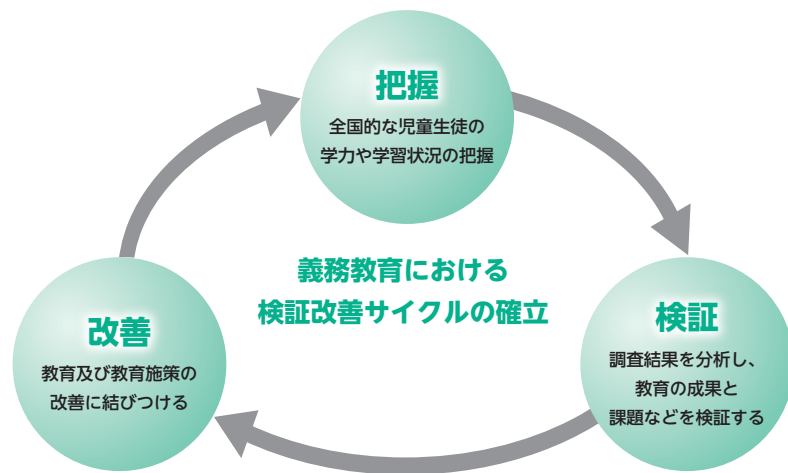 把握
全国的な児童生徒の
学力や学習状況の把握
義務教育における
検証改善サイクルの確立
検証
調査結果を分析し、
教育の成果と
課題などを検証する
改善
教育及び教育施策の
改善に結びつける